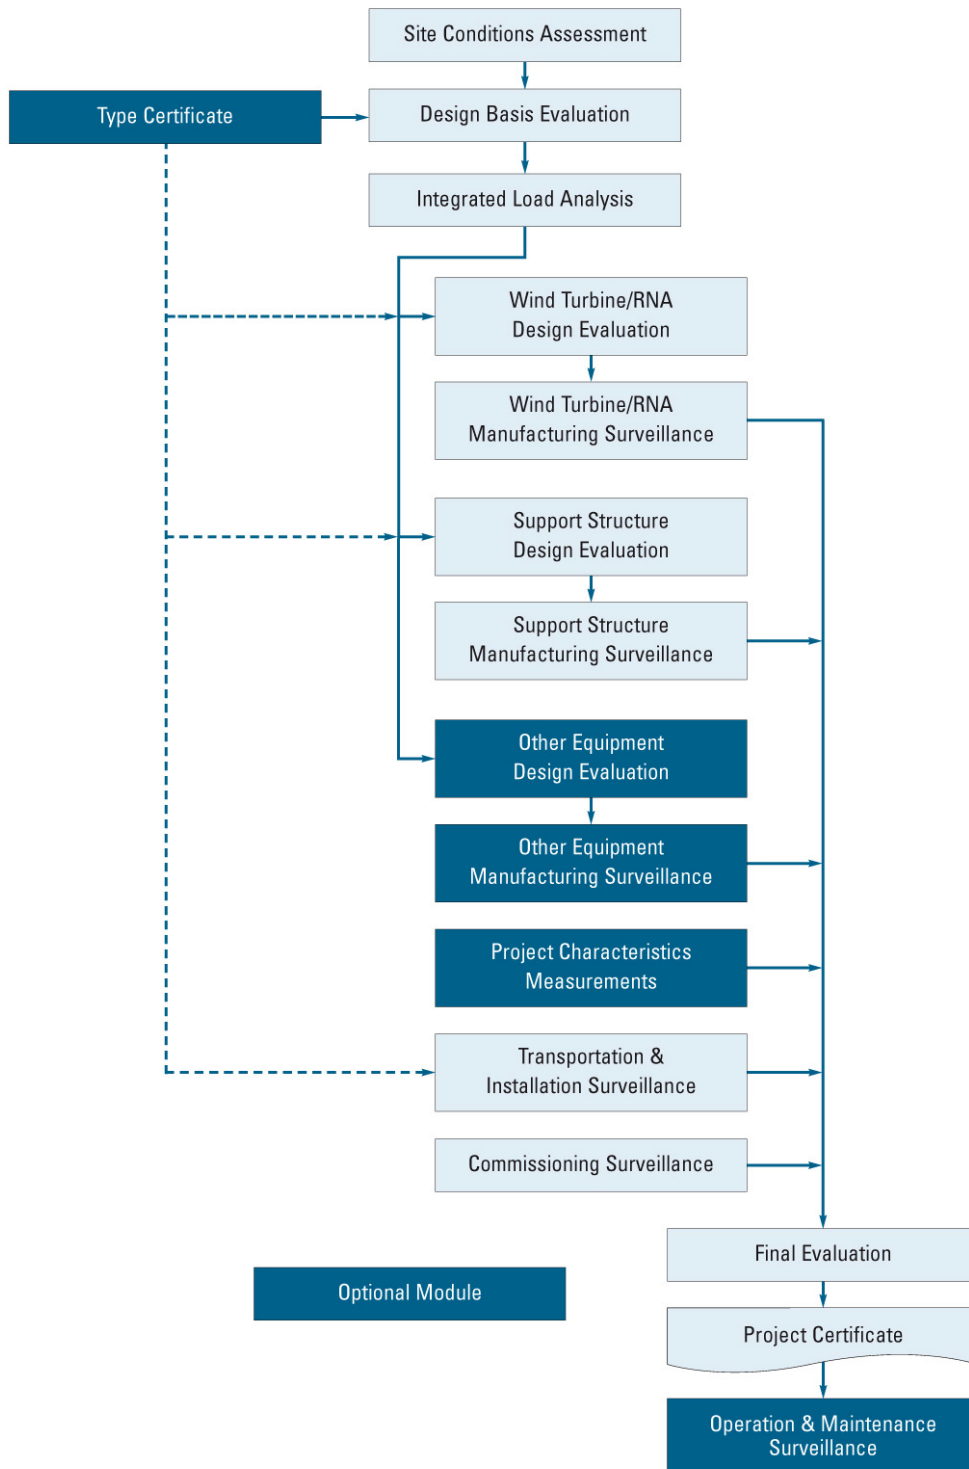 Site Conditions Assessment
Type Certificate
Design Basis Evaluation
Integrated Load Analysis
Wind Turbine/RNA
Design Evaluation
Wind Turbine/RNA
Manufacturing Surveillance
Support Structure
Design Evaluation
Support Structure
Manufacturing Surveillance
Other Equipment
Design Evaluation
Other Equipment
Manufacturing Surveillance
Project Characteristics
Measurements
Transportation &
Installation Surveillance
Commissioning Surveillance
Final Evaluation
Optional Module
Project Certificate
Operation & Maintenance
Surveillance